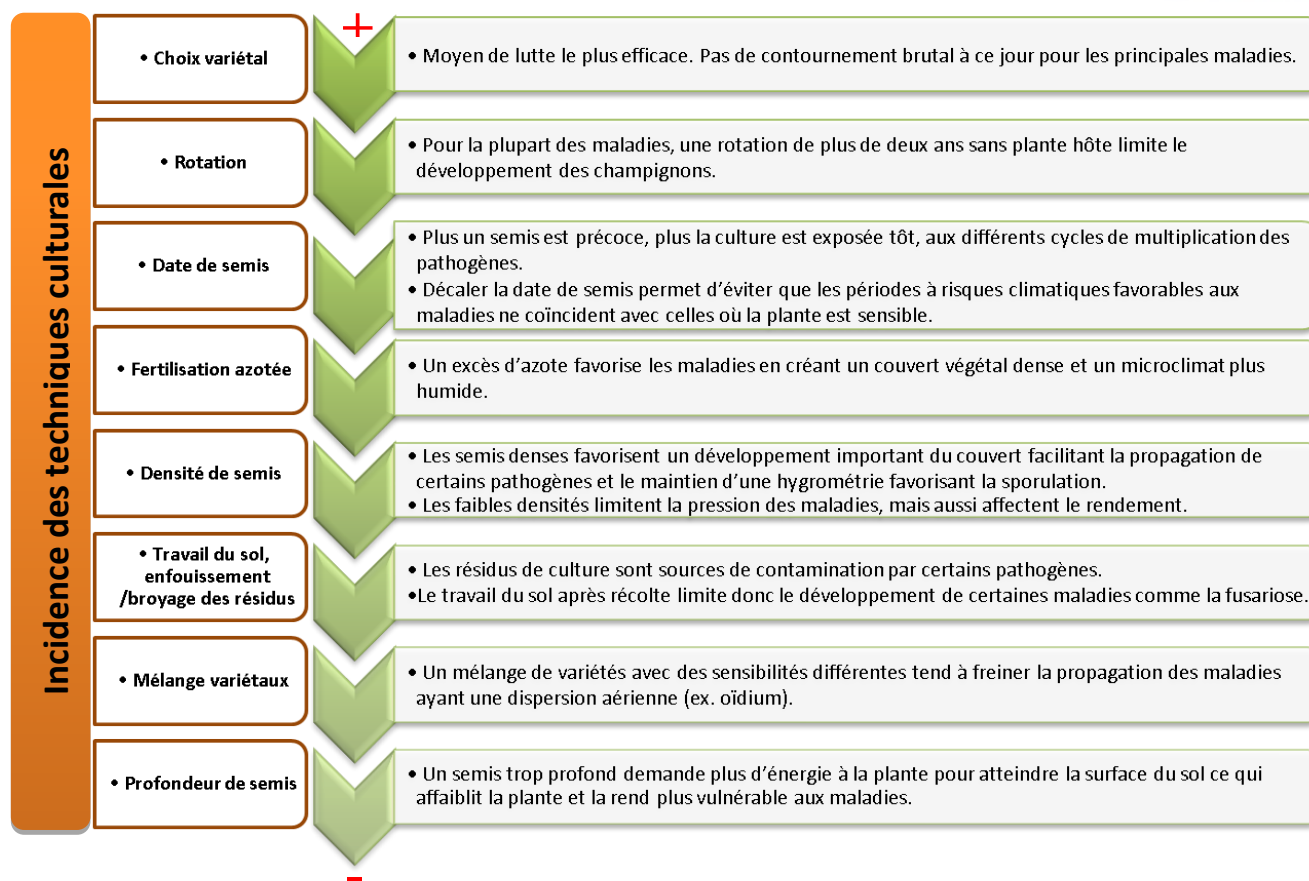 Incidence des techniques culturales
+
• Choix variétal
• Moyen de lutte le plus efficace. Pas de contournement brutal à ce jour pour les principales maladies.
• Rotation
• Pour la plupart des maladies, une rotation de plus de deux ans sans plante hôte limite le
développement des champignons.
• Date de semis
• Plus un semis est précoce, plus la culture est exposée tôt, aux différents cycles de multiplication des
pathogènes.
• Décaler la date de semis permet d'éviter que les périodes à risques climatiques favorables aux
maladies ne coïncident avec celles où la plante est sensible.
• Fertilisation azotée
• Un excès d'azote favorise les maladies en créant un couvert végétal dense et un microclimat plus
humide.
• Densité de semis
• Les semis denses favorisent un développement important du couvert facilitant la propagation de
certains pathogènes et le maintien d'une hygrométrie favorisant la sporulation.
• Les faibles densités limitent la pression des maladies, mais aussi affectent le rendement.
• Travail du sol,
enfouissement
/broyage des résidus
• Les résidus de culture sont sources de contamination par certains pathogènes.
•Le travail du sol après récolte limite donc le développement de certaines maladies comme la fusariose.
• Mélange variétaux
• Un mélange de variétés avec des sensibilités différentes tend à freiner la propagation des maladies
ayant une dispersion aérienne (ex. oïdium).
• Profondeur de semis
• Un semis trop profond demande plus d'énergie à la plante pour atteindre la surface du sol ce qui
affaiblit la plante et la rend plus vulnérable aux maladies.
-